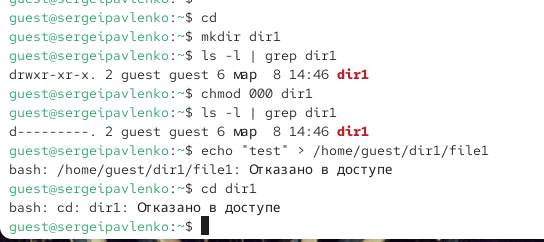 guest@sergeipavlenko:~$ cd
guest@sergeipavlenko:~$ mkdir dir1
guest@sergeipavlenko:~$ ls -l | grep dir1
drwxr-xr-x. 2 guest guest 6 мар  8 14:46 dir1
guest@sergeipavlenko:~$ chmod 000 dir1
guest@sergeipavlenko:~$ ls -l | grep dir1
d---------. 2 guest guest 6 мар  8 14:46 dir1
guest@sergeipavlenko:~$ echo "test" > /home/guest/dir1/file1
bash: /home/guest/dir1/file1: Отказано в доступе
guest@sergeipavlenko:~$ cd dir1
bash: cd: dir1: Отказано в доступе
guest@sergeipavlenko:~$